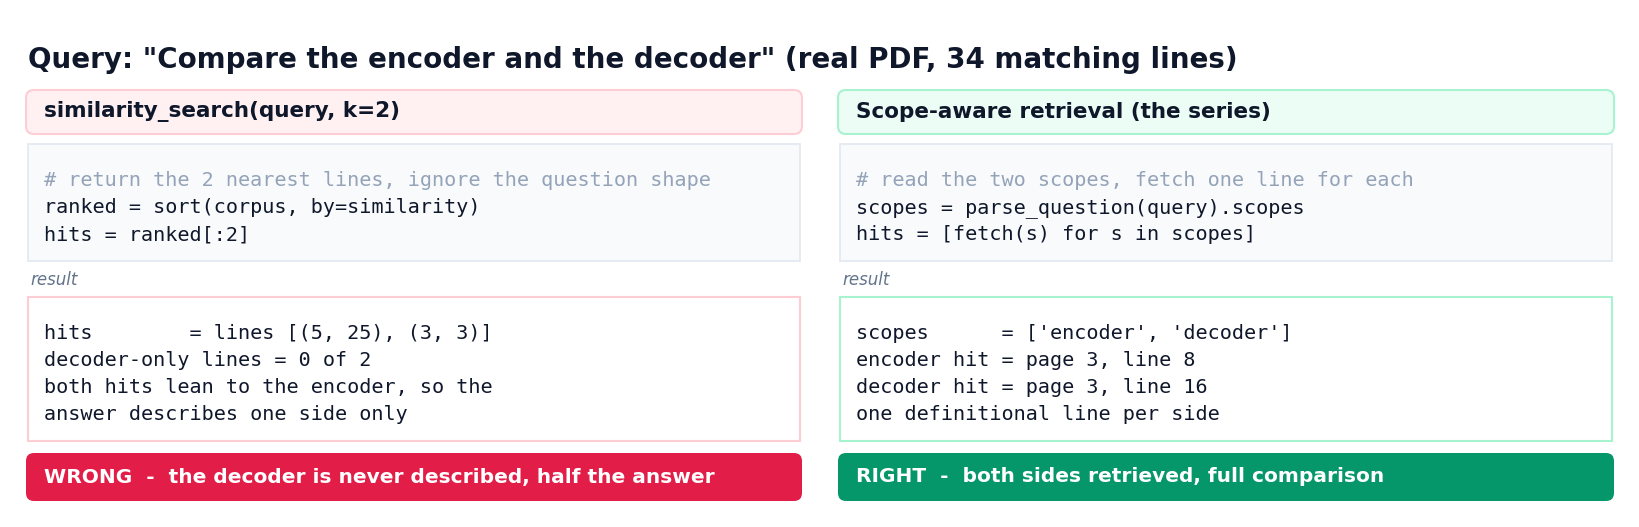 Query: "Compare the encoder and the decoder" (real PDF, 34 matching lines)
similarity_search(query, k=2)
# return the 2 nearest lines, ignore the question shape
ranked = sort(corpus, by=similarity)
hits = ranked[:2]
result
hits        = lines [(5, 25), (3, 3)]
decoder-only lines = 0 of 2
both hits lean to the encoder, so the
answer describes one side only
WRONG  -  the decoder is never described, half the answer
Scope-aware retrieval (the series)
# read the two scopes, fetch one line for each
scopes = parse_question(query).scopes
hits = [fetch(s) for s in scopes]
result
scopes      = ['encoder', 'decoder']
encoder hit = page 3, line 8
decoder hit = page 3, line 16
one definitional line per side
RIGHT  -  both sides retrieved, full comparison